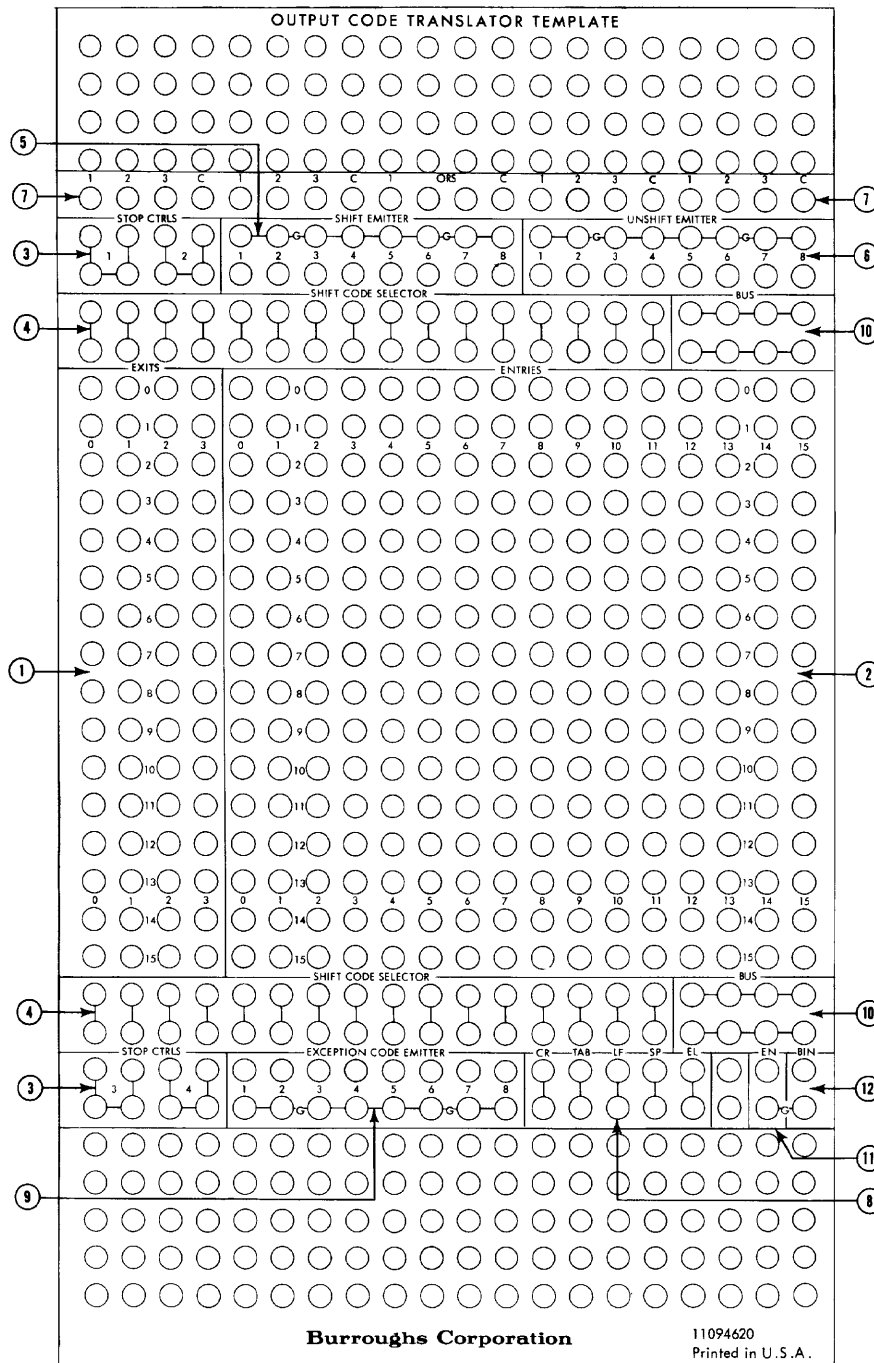 OUTPUT CODE TRANSLATOR TEMPLATE
5
1 2 3 C 1 2 3 C 1 ORS C 1 2 3 C 1 2 3 C
7 7
STOP CTRLS SHIFT EMITTER UNSHIFT EMITTER
G G G G
3 1 2 1 2 3 4 5 6 7 8 1 2 3 4 5 6 7 8 6
SHIFT CODE SELECTOR BUS
4 10
EXITS ENTRIES
0 0 0
1 1 1
0 1 2 3 0 1 2 3 4 5 6 7 8 9 10 11 12 13 14 15
2 2 2
3 3 3
4 4 4
5 5 5
6 6 6
7 7 7
1 2
8 8 8
9 9 9
10 10 10
11 11 11
12 12 12
13 13 13
0 1 2 3 0 1 2 3 4 5 6 7 8 9 10 11 12 13 14 15
14 14 14
15 15 15
SHIFT CODE SELECTOR BUS
4 10
STOP CTRLS EXCEPTION CODE EMITTER CR TAB LF SP EL EN BIN
3 3 4 1 2 3 4 5 6 7 8 12
G G G
11
9 8
Burroughs Corporation
11094620
Printed in U.S.A.